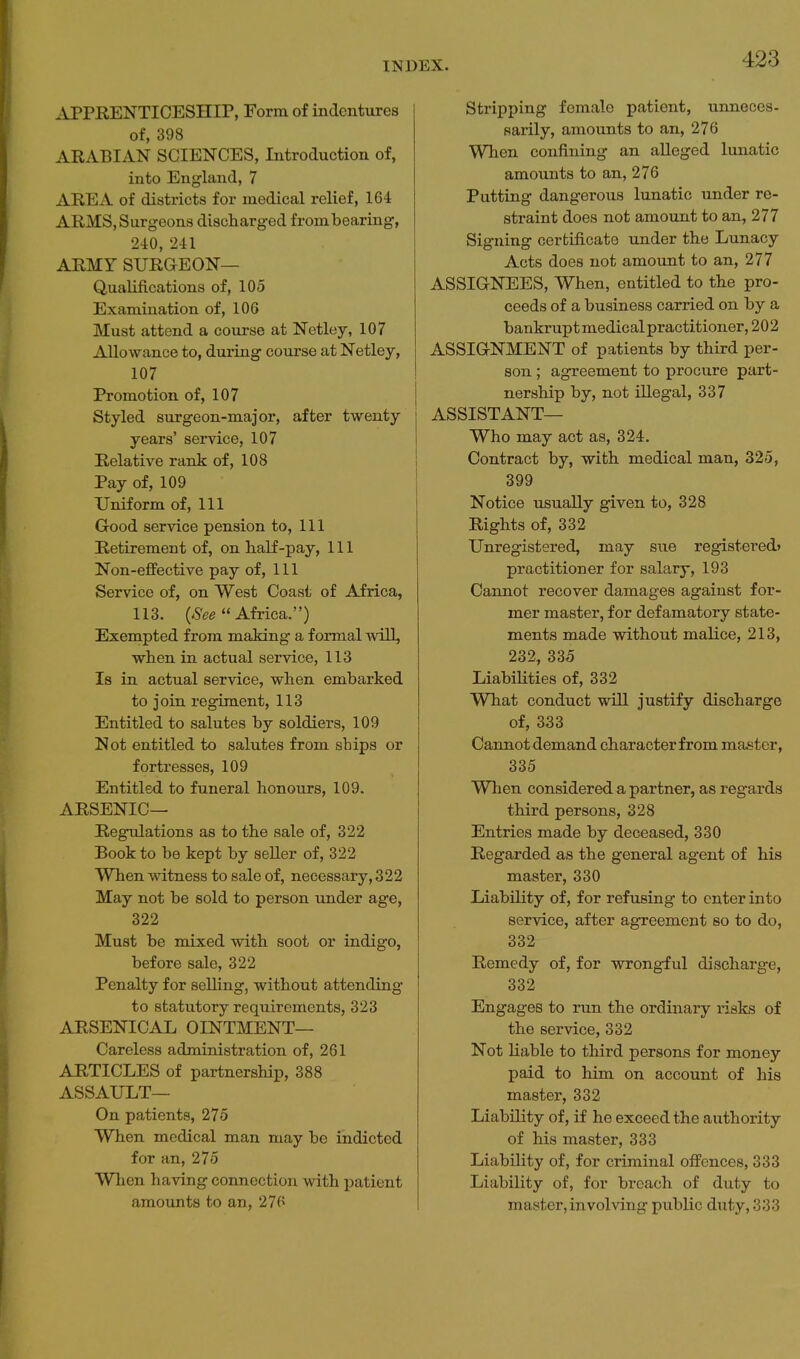 INDEX.
423
APPRENTICESHIP, Form of indentures
of, 398
ARABIAN SCIENCES, Introduction of,
into England, 7
AREA of districts for medical relief, 164
ARMS, Surgeons discharged from bearing,
240, 241
ARMY SURGEON—
Qualifications of, 105
Examination of, 106
Must attend a course at Netley, 107
Allowance to, during course at Netley,
107
Promotion of, 107
Styled surgeon-major, after twenty
years' service, 107
Relative rank of, 108
Pay of, 109
Uniform of, 111
Good service pension to, 111
Retirement of, on half-pay, 111
Non-effective pay of, 111
Service of, on West Coast of Africa,
113. (See "Africa.")
Exempted from making a formal will,
when in actual service, 113
Is in actual service, when embarked
to join regiment, 113
Entitled to salutes by soldiers, 109
Not entitled to salutes from ships or
fortresses, 109
Entitled to funeral honours, 109.
ARSENIC—
Regulations as to the sale of, 322
Book to be kept by seller of, 322
When witness to sale of, necessary, 322
May not be sold to person under age,
322
Must be mixed with soot or indigo,
before sale, 322
Penalty for selling, without attending
to statutory requirements, 323
ARSENICAL OINTMENT—
Careless administration of, 261
ARTICLES of partnership, 388
ASSAULT—
On patients, 275
When medical man may be indicted
for an, 275
When having connection with patient
amounts to an, 276
Stripping female patient, unneces-
sarily, amounts to an, 276
When confining an alleged lunatic
amounts to an, 276
Putting dangerous lunatic under re-
straint does not amount to an, 277
Signing certificate under the Lunacy
Acts does not amount to an, 277
ASSIGNEES, When, entitled to the pro-
ceeds of a business carried on by a
bankrupt medical practitioner, 202
ASSIGNMENT of patients by third per-
son; agreement to procure part-
nership by, not illegal, 337
ASSISTANT—
Who may act as, 324.
Contract by, with medical man, 325,
399
Notice usually given to, 328
Rights of, 332
Unregistered, may sue registered,
practitioner for salary, 193
Cannot recover damages against for-
mer master, for defamatory state-
ments made without malice, 213,
232, 335
Liabilities of, 332
What conduct will justify discharge
of, 333
Cannot demand character from master,
335
When considered a partner, as regards
third persons, 328
Entries made by deceased, 330
Regarded as the general agent of his
master, 330
Liability of, for refusing to enter into
service, after agreement so to do,
332
Remedy of, for wrongful discharge,
332
Engages to run the ordinary risks of
the service, 332
Not liable to third persons for money
paid to him on account of his
master, 332
Liability of, if he exceed the authority
of his master, 333
Liability of, for criminal offences, 333
Liability of, for breach of duty to
master, involving public duty, 333